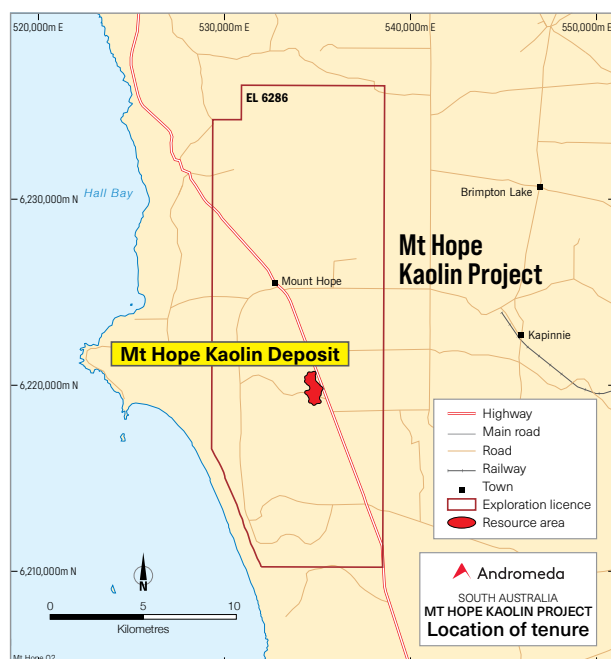 520,000m E
530,000m E
540,000m E
550,000m E
EL 6286
6,230,000m N
Hall Bay
Brimpton Lake
Mt Hope
Kaolin Project
Mount Hope
Kapinnie
Mt Hope Kaolin Deposit
6,220,000m N
Highway
Main road
Road
Railway
Town
Exploration licence
Resource area
6,210,000m N
N
0
5
10
Kilometres
Andromeda
SOUTH AUSTRALIA
MT HOPE KAOLIN PROJECT
Location of tenure
Mt Hope 02